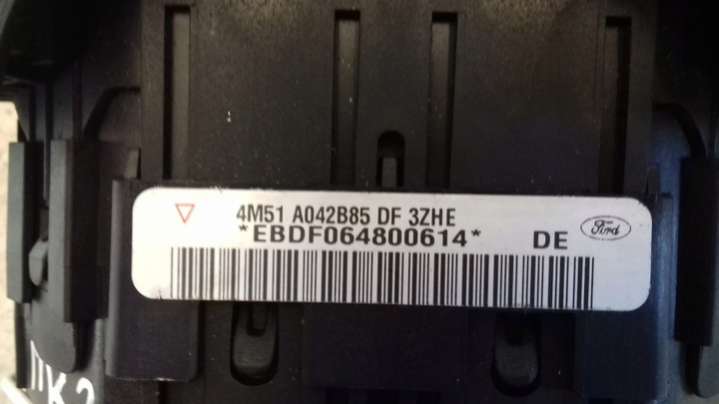 4M51 A042B85 DF 3ZHE
*EBDF064800614* DE Ford